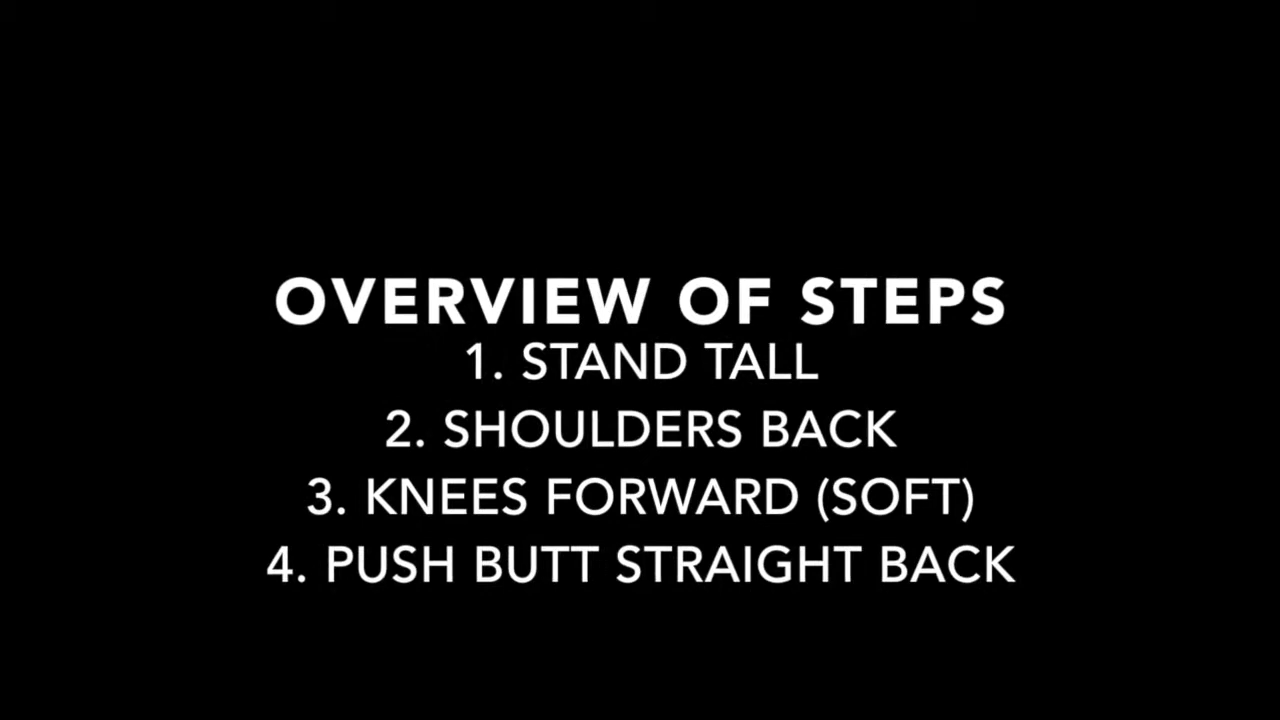 OVERVIEW OF STEPS
1. STAND TALL
2. SHOULDERS BACK
3. KNEES FORWARD (SOFT)
4. PUSH BUTT STRAIGHT BACK